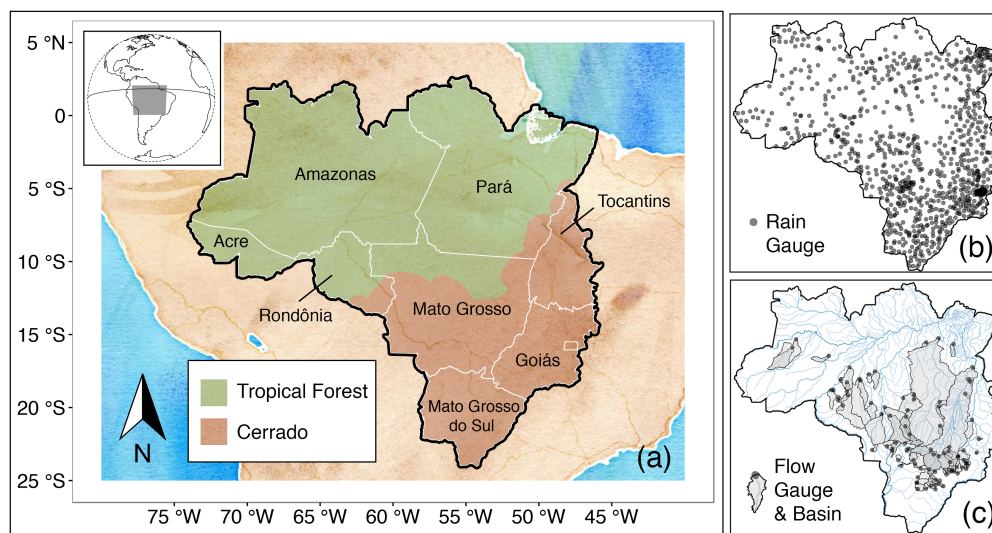 5 °N
0
5 °S
10 °S
15 °S
20 °S
25 °S
75 °W
70 °W
65 °W
60 °W
55 °W
50 °W
45 °W
Amazonas
Pará
Tocantins
Acre
Rondônia
Mato Grosso
Goiás
Mato Grosso
do Sul
Tropical Forest
Cerrado
N
(a)
Rain
Gauge
(b)
Flow
Gauge
& Basin
(c)